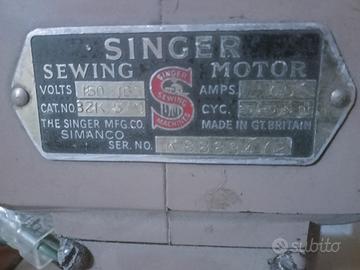 SINGER
SEWING MOTOR
VOLTS AMPS.
CAT. NO. CYC.
THE SINGER MFG. CO. MADE IN GT. BRITAIN
SIMANCO
SER. NO.
SINGER
SEWING
MACHINES
subito